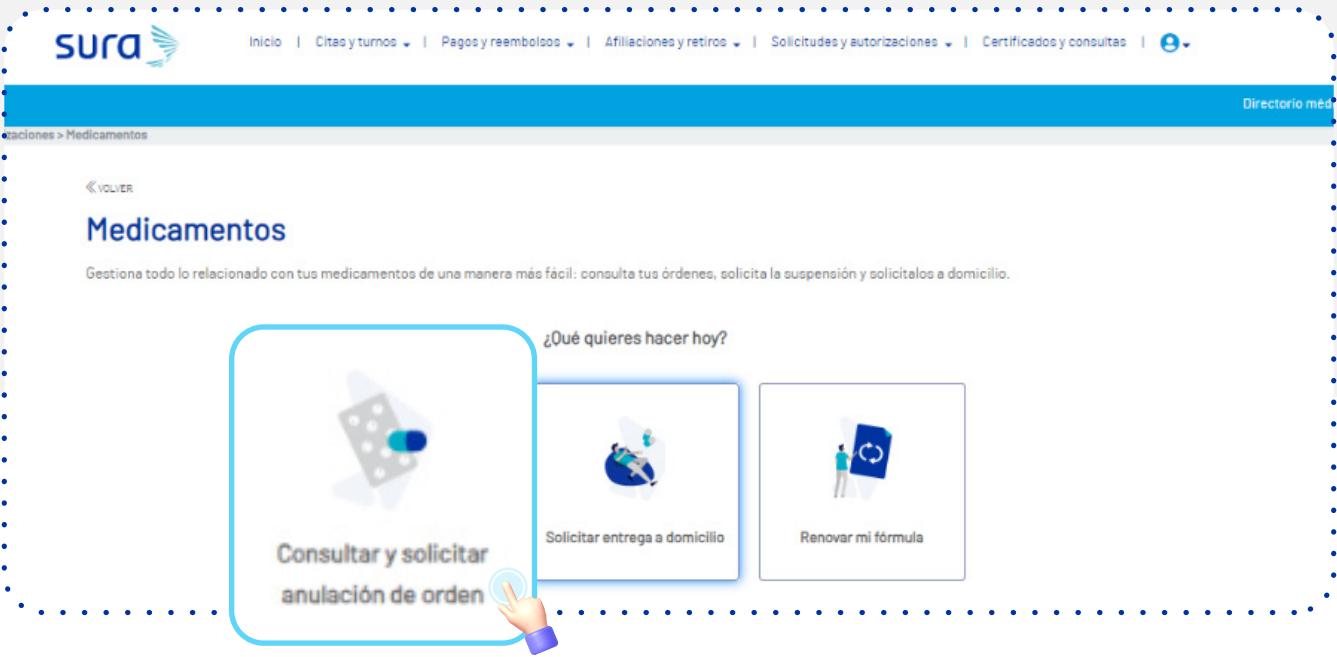 sura
Inicio | Citas y turnos | Pagos y reembolsos | Afiliaciones y retiros | Solicitudes y autorizaciones | Certificados y consultas |
Directorio méd
zaciones > Medicamentos
VOLVER
Medicamentos
Gestiona todo lo relacionado con tus medicamentos de una manera más fácil: consulta tus órdenes, solicita la suspensión y solicítalos a domicilio.
¿Qué quieres hacer hoy?
Consultar y solicitar
anulación de orden
Solicitar entrega a domicilio
Renovar mi fórmula